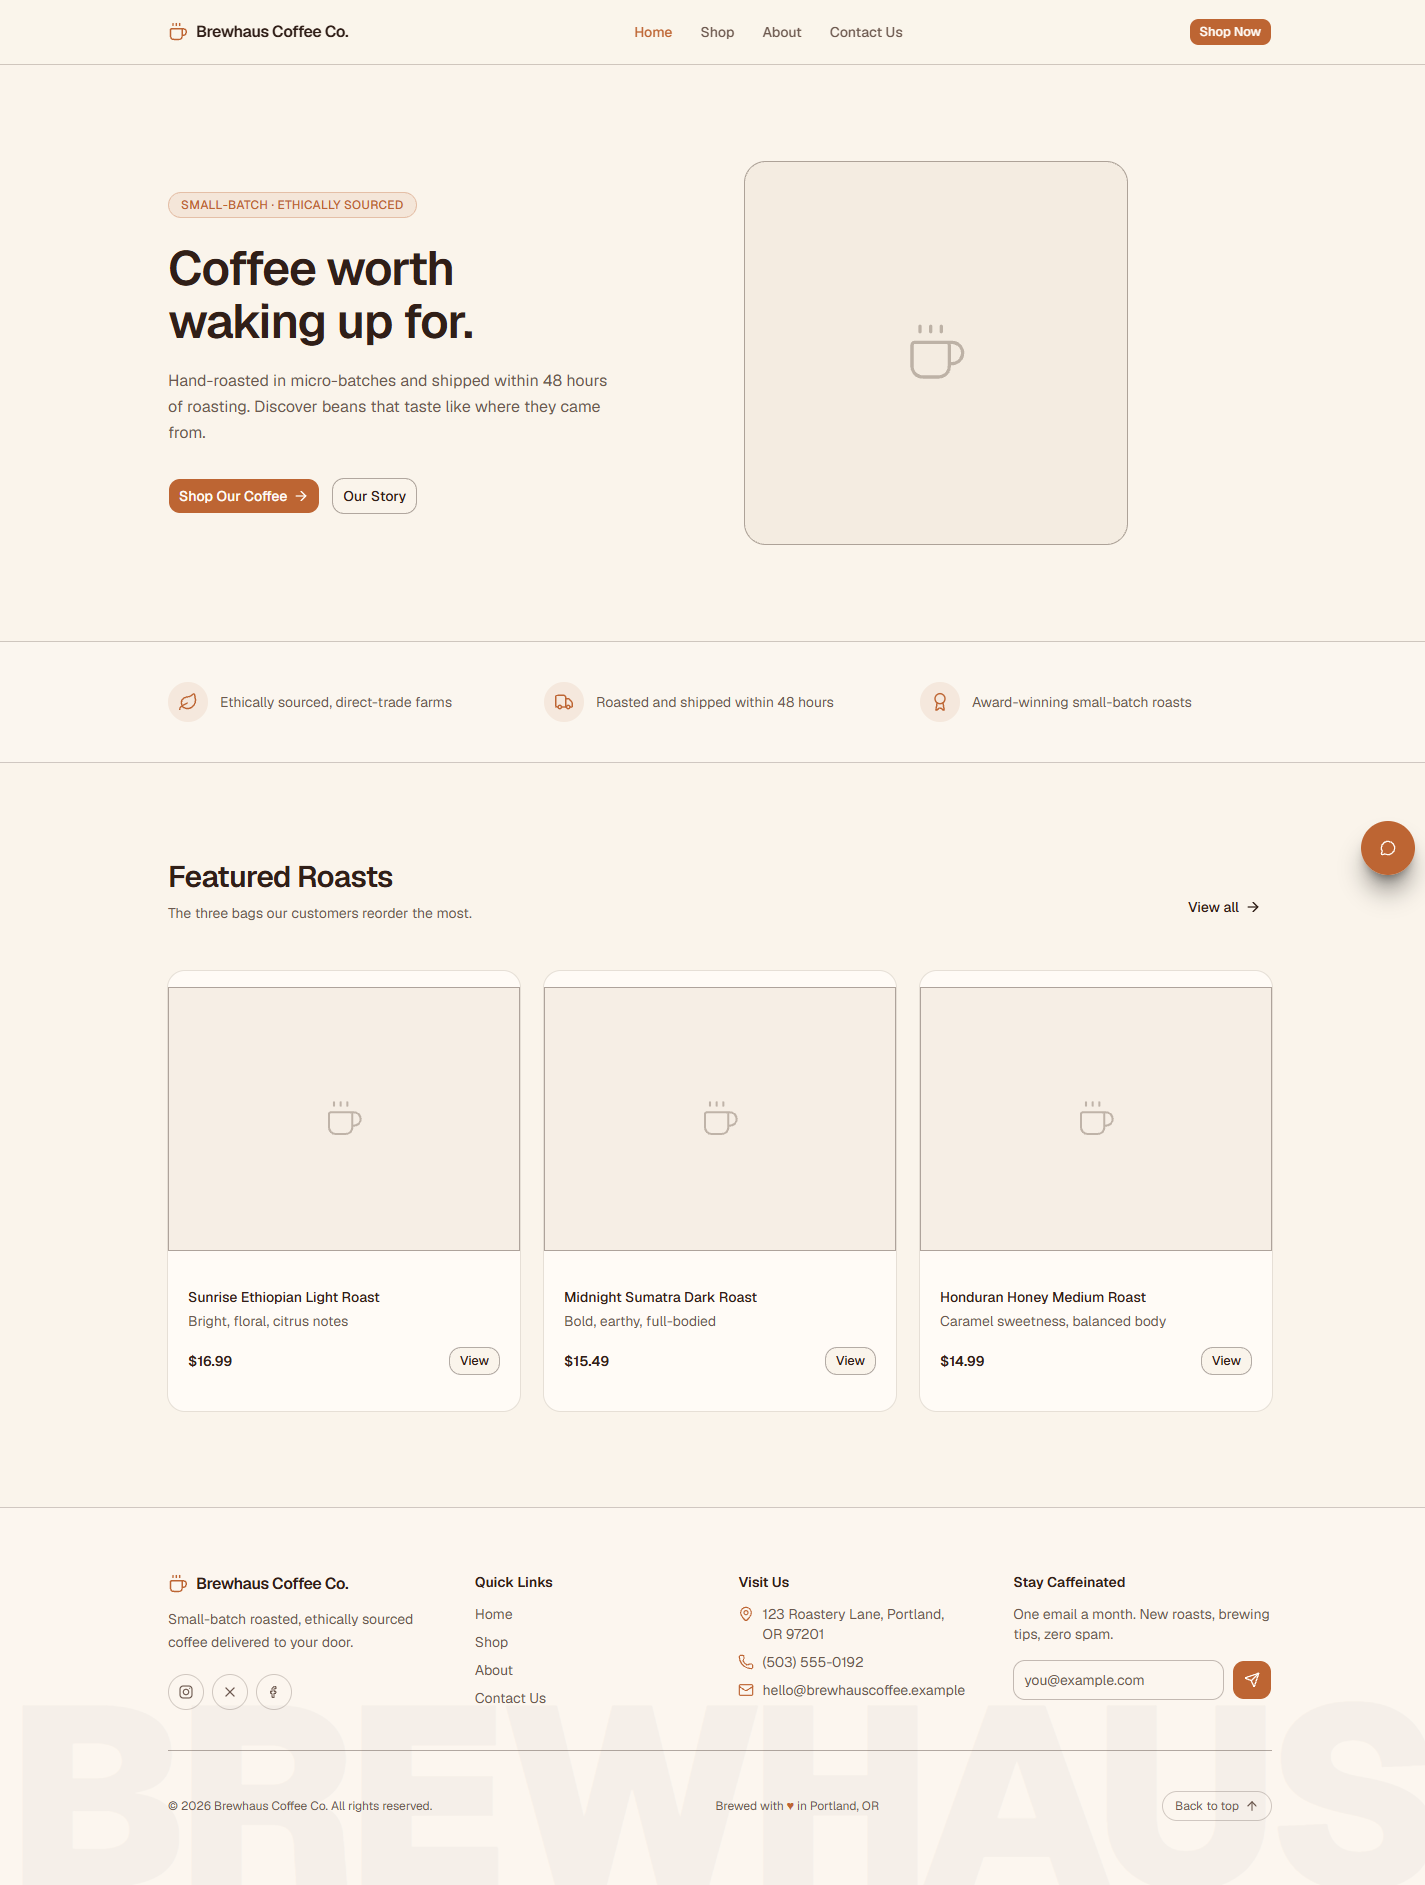 Brewhaus Coffee Co.
Home
Shop
About
Contact Us
Shop Now
SMALL-BATCH · ETHICALLY SOURCED
Coffee worth
waking up for.
Hand-roasted in micro-batches and shipped within 48 hours
of roasting. Discover beans that taste like where they came
from.
Shop Our Coffee →
Our Story
Ethically sourced, direct-trade farms
Roasted and shipped within 48 hours
Award-winning small-batch roasts
Featured Roasts
The three bags our customers reorder the most.
View all →
Sunrise Ethiopian Light Roast
Bright, floral, citrus notes
$16.99
View
Midnight Sumatra Dark Roast
Bold, earthy, full-bodied
$15.49
View
Honduran Honey Medium Roast
Caramel sweetness, balanced body
$14.99
View
Brewhaus Coffee Co.
Small-batch roasted, ethically sourced
coffee delivered to your door.
Quick Links
Home
Shop
About
Contact Us
Visit Us
123 Roastery Lane, Portland,
OR 97201
(503) 555-0192
hello@brewhauscoffee.example
Stay Caffeinated
One email a month. New roasts, brewing
tips, zero spam.
you@example.com
BREWHAUS
© 2026 Brewhaus Coffee Co. All rights reserved.
Brewed with ♥ in Portland, OR
Back to top ↑